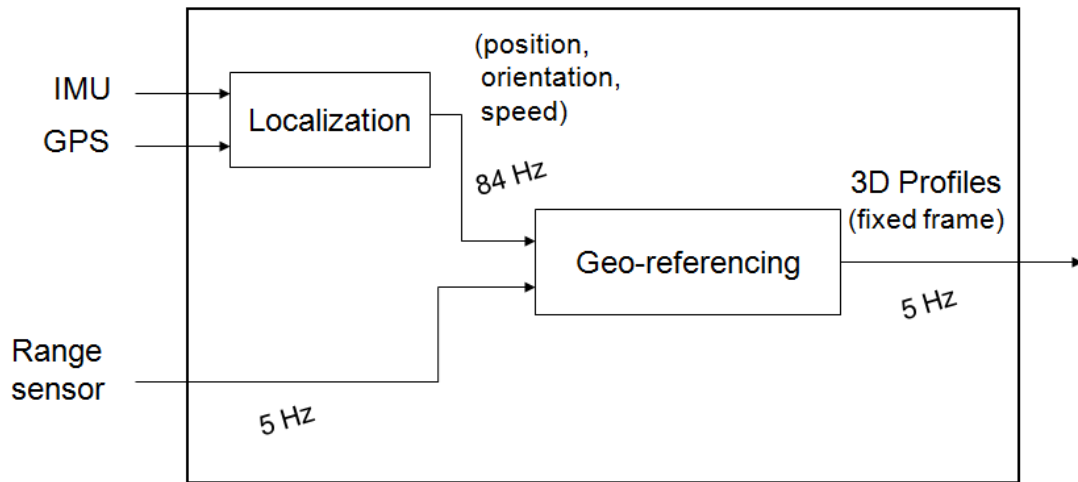 IMU
GPS
Localization
(position,
orientation,
speed)
84 Hz
Geo-referencing
3D Profiles
(fixed frame)
5 Hz
Range
sensor
5 Hz